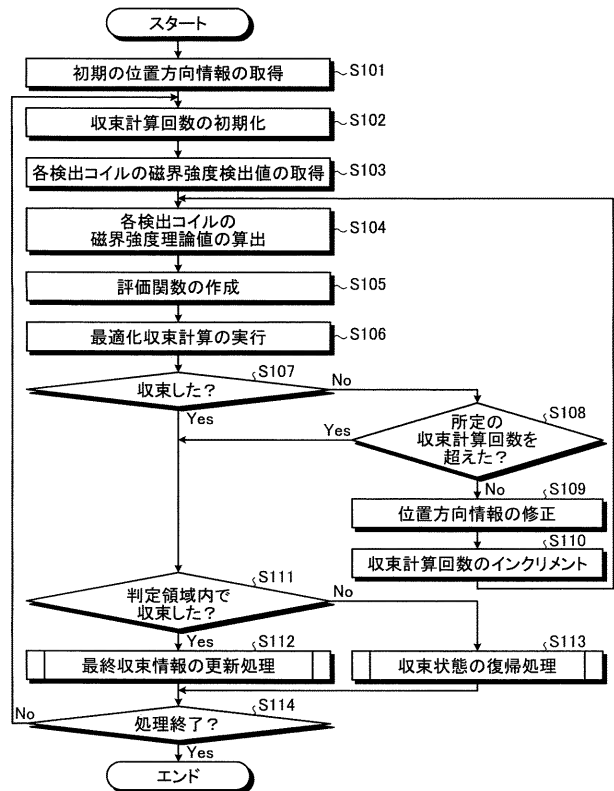 スタート
初期の位置方向情報の取得
S101
収束計算回数の初期化
S102
各検出コイルの磁界強度検出値の取得
S103
各検出コイルの
磁界強度理論値の算出
S104
評価関数の作成
S105
最適化収束計算の実行
S106
収束した?
S107
No
Yes
所定の
収束計算回数を
超えた?
S108
Yes
No
位置方向情報の修正
S109
収束計算回数のインクリメント
S110
判定領域内で
収束した?
S111
No
Yes
最終収束情報の更新処理
S112
収束状態の復帰処理
S113
処理終了?
S114
No
Yes
エンド